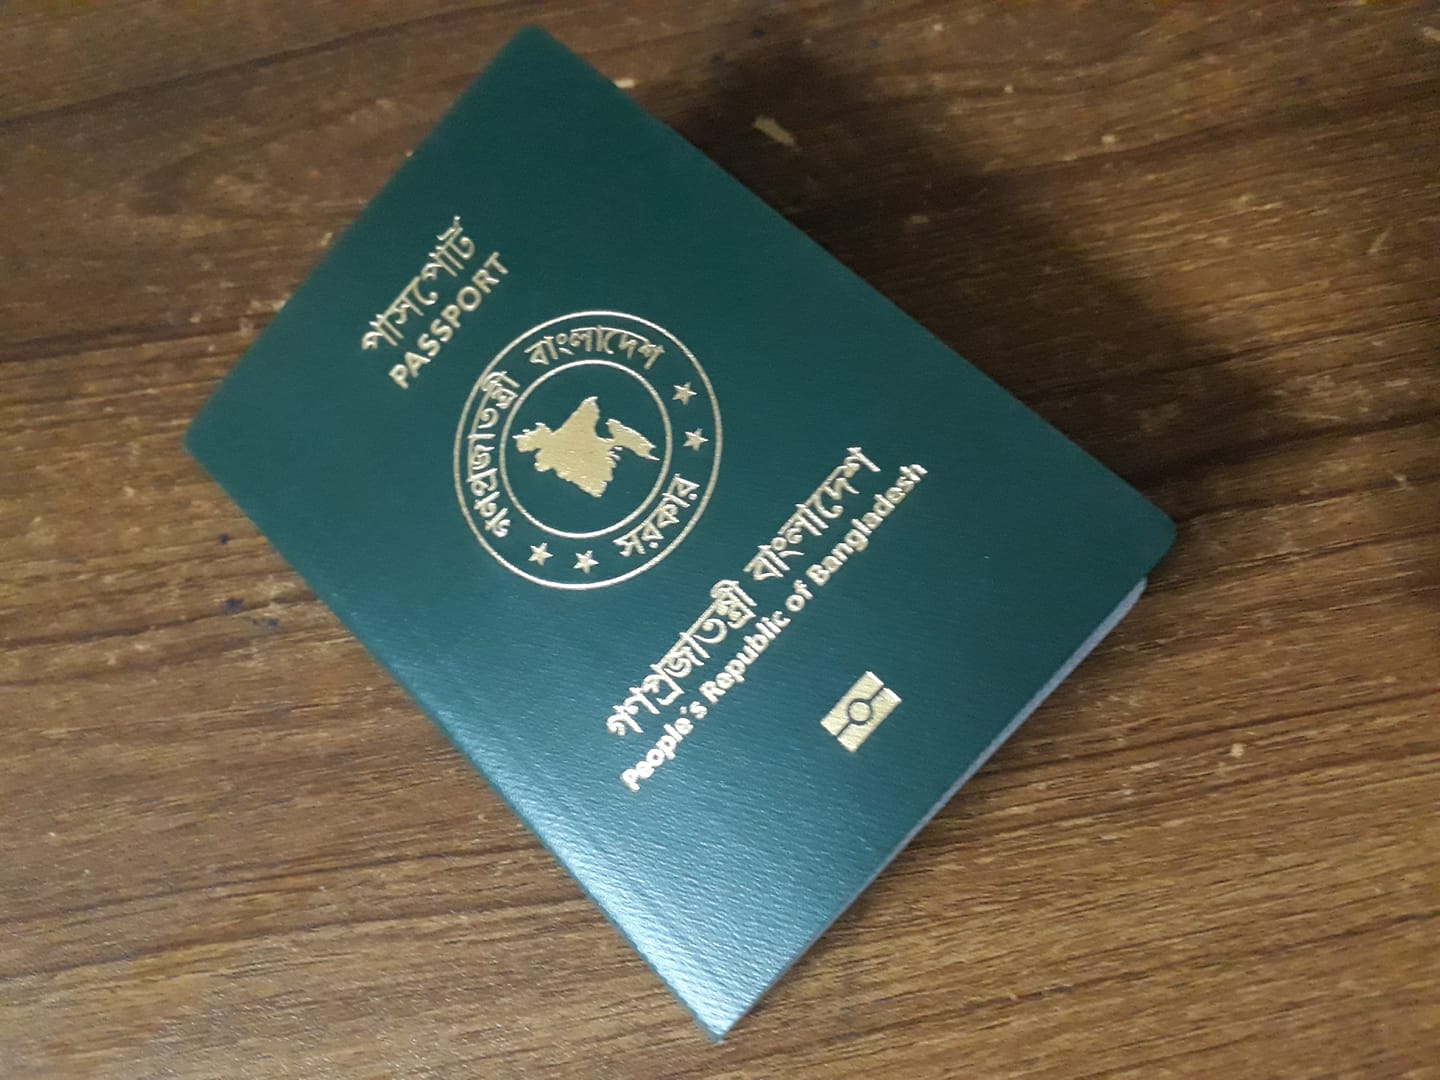 পাসপোর্ট
PASSPORT
গণপ্রজাতন্ত্রী বাংলাদেশ
সরকার
গণপ্রজাতন্ত্রী বাংলাদেশ
People's Republic of Bangladesh